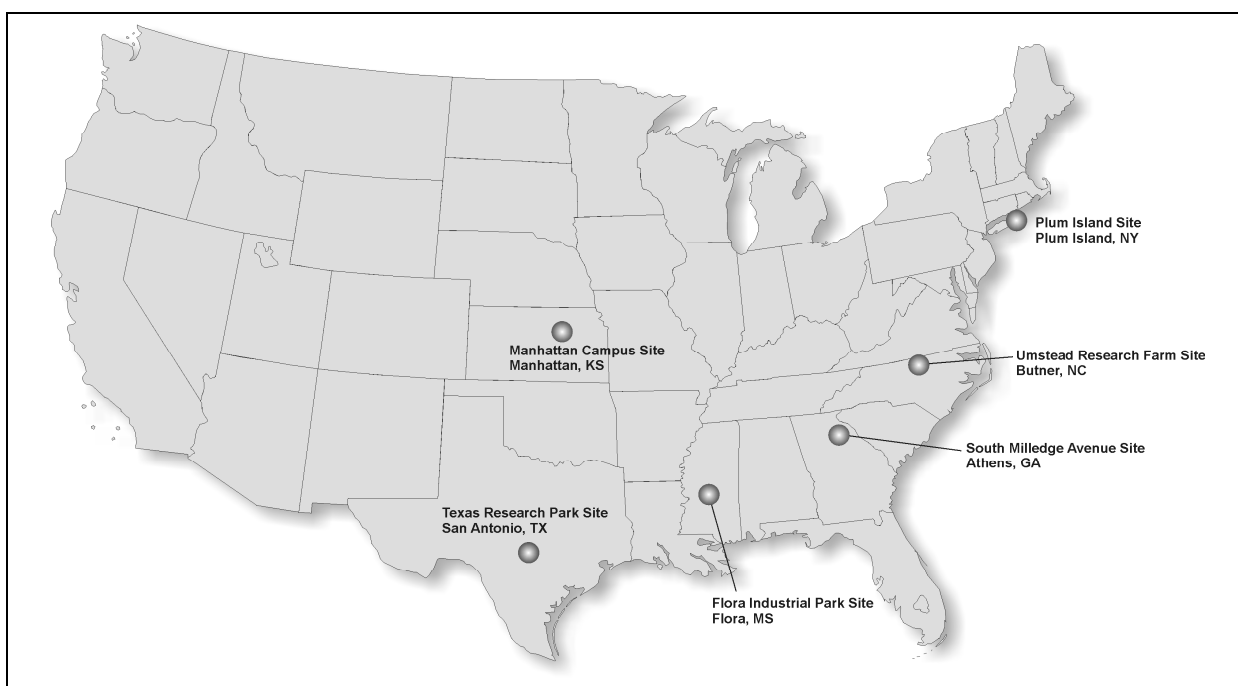 Plum Island Site
Plum Island, NY
Manhattan Campus Site
Manhattan, KS
Umstead Research Farm Site
Butner, NC
South Milledge Avenue Site
Athens, GA
Texas Research Park Site
San Antonio, TX
Flora Industrial Park Site
Flora, MS